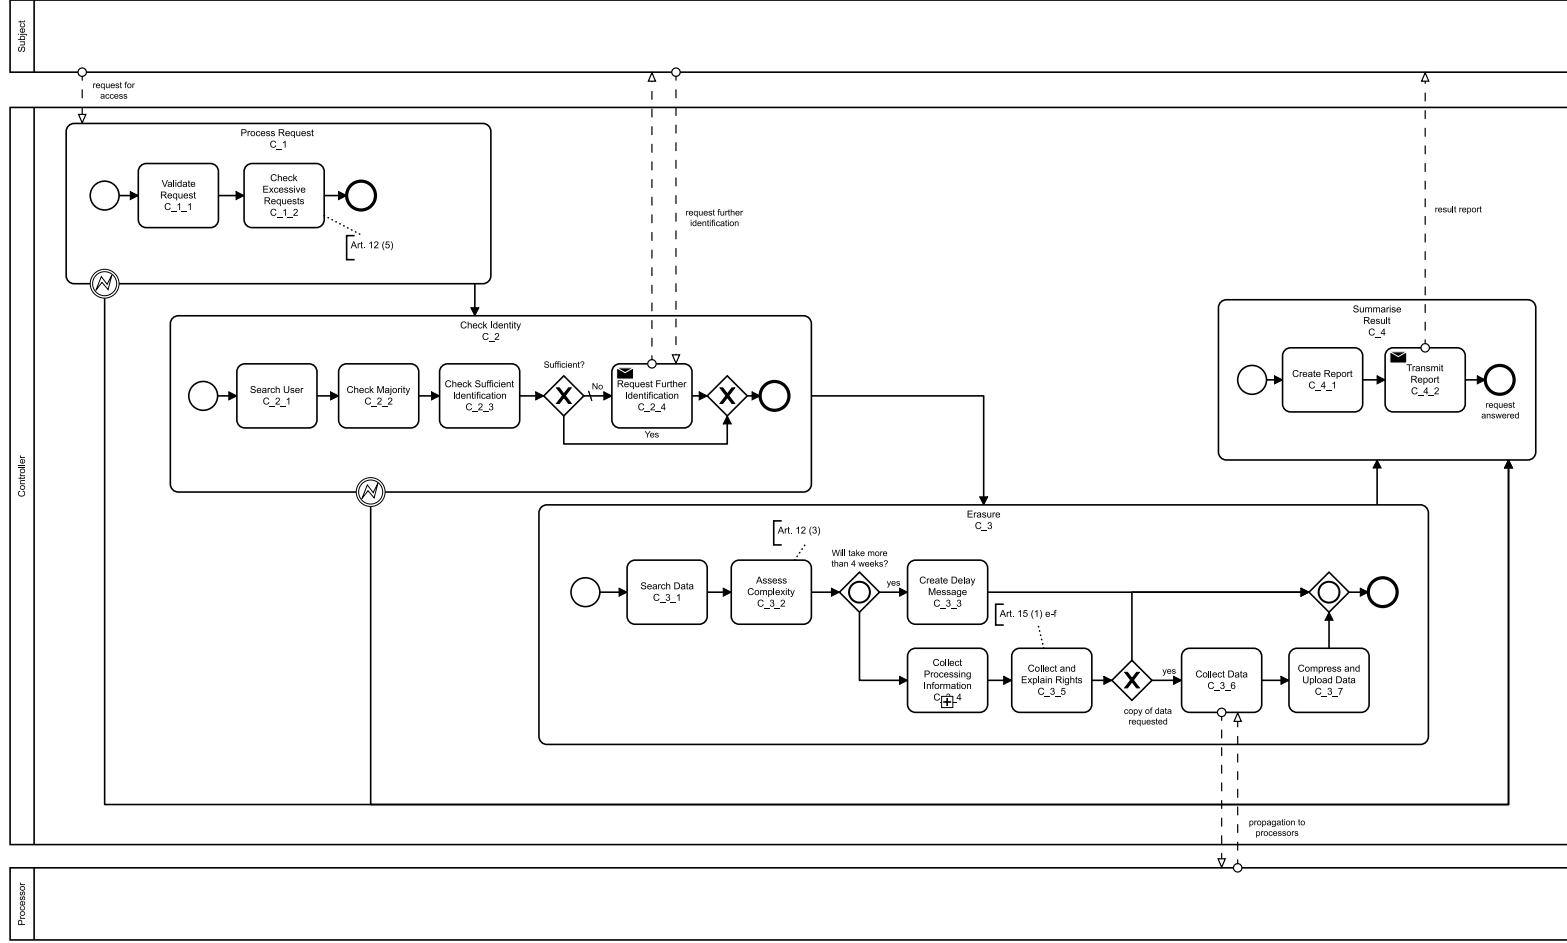 Subject
request for
access
Controller
Process Request
C_1
Validate
Request
C_1_1
Check
Excessive
Requests
C_1_2
Art. 12 (5)
request further
identification
result report
Check Identity
C_2
Search User
C_2_1
Check Majority
C_2_2
Check Sufficient
Identification
C_2_3
Sufficient?
No
Yes
Request Further
Identification
C_2_4
Summarise
Result
C_4
Create Report
C_4_1
Transmit
Report
C_4_2
request
answered
Erasure
C_3
Search Data
C_3_1
Art. 12 (3)
Assess
Complexity
C_3_2
Will take more
than 4 weeks?
yes
Create Delay
Message
C_3_3
Art. 15 (1) e-f
Collect
Processing
Information
Collect and
Explain Rights
C_3_5
copy of data
requested
yes
Collect Data
C_3_6
Compress and
Upload Data
C_3_7
propagation to
processors
Processor